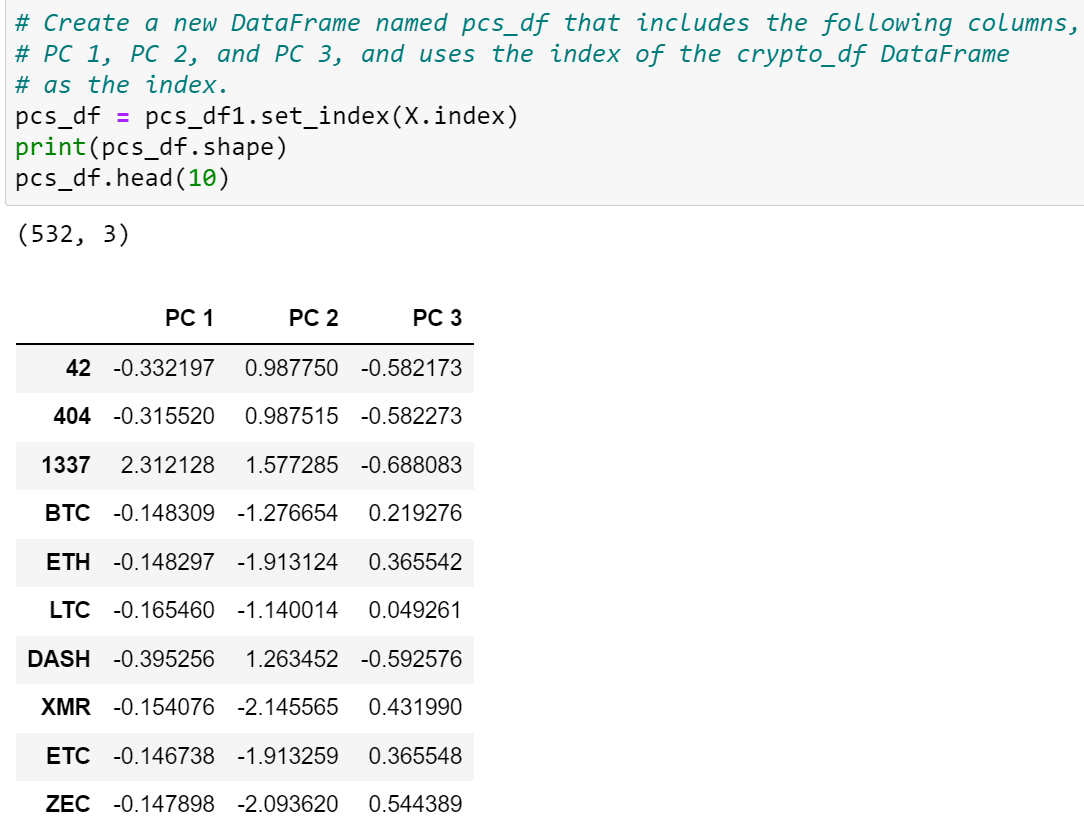 # Create a new DataFrame named pcs_df that includes the following columns,
# PC 1, PC 2, and PC 3, and uses the index of the crypto_df DataFrame
# as the index.
pcs_df = pcs_df1.set_index(X.index)
print(pcs_df.shape)
pcs_df.head(10)
(532, 3)
PC 1 PC 2 PC 3
42 -0.332197 0.987750 -0.582173
404 -0.315520 0.987515 -0.582273
1337 2.312128 1.577285 -0.688083
BTC -0.148309 -1.276654 0.219276
ETH -0.148297 -1.913124 0.365542
LTC -0.165460 -1.140014 0.049261
DASH -0.395256 1.263452 -0.592576
XMR -0.154076 -2.145565 0.431990
ETC -0.146738 -1.913259 0.365548
ZEC -0.147898 -2.093620 0.544389